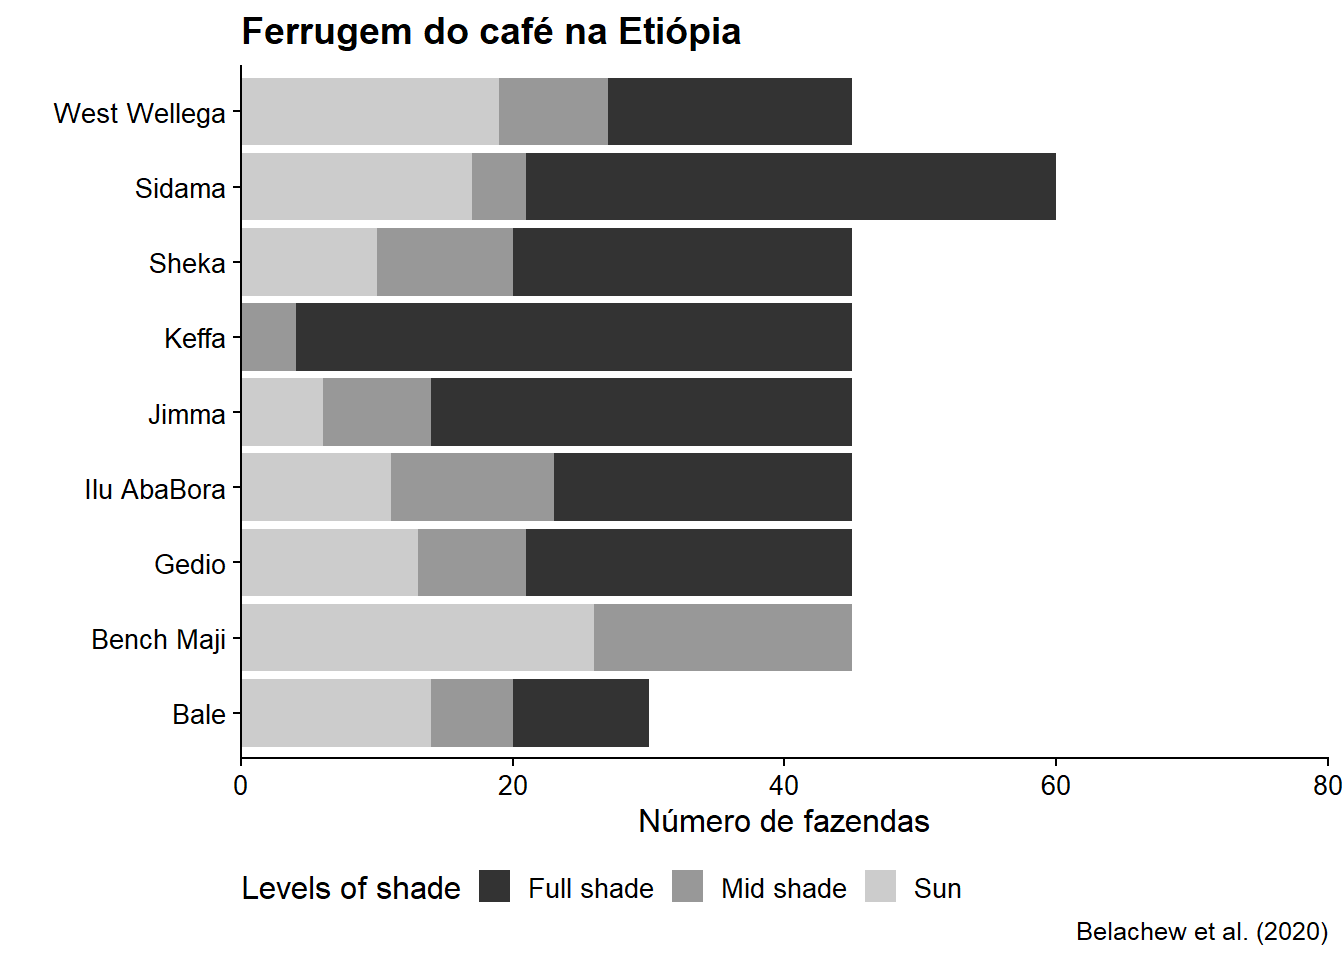 Ferrugem do café na Etiópia
West Wellega
Sidama
Sheka
Keffa
Jimma
Ilu AbaBora
Gedio
Bench Maji
Bale
0 20 40 60 80
Número de fazendas
Levels of shade Full shade Mid shade Sun
Belachew et al. (2020)